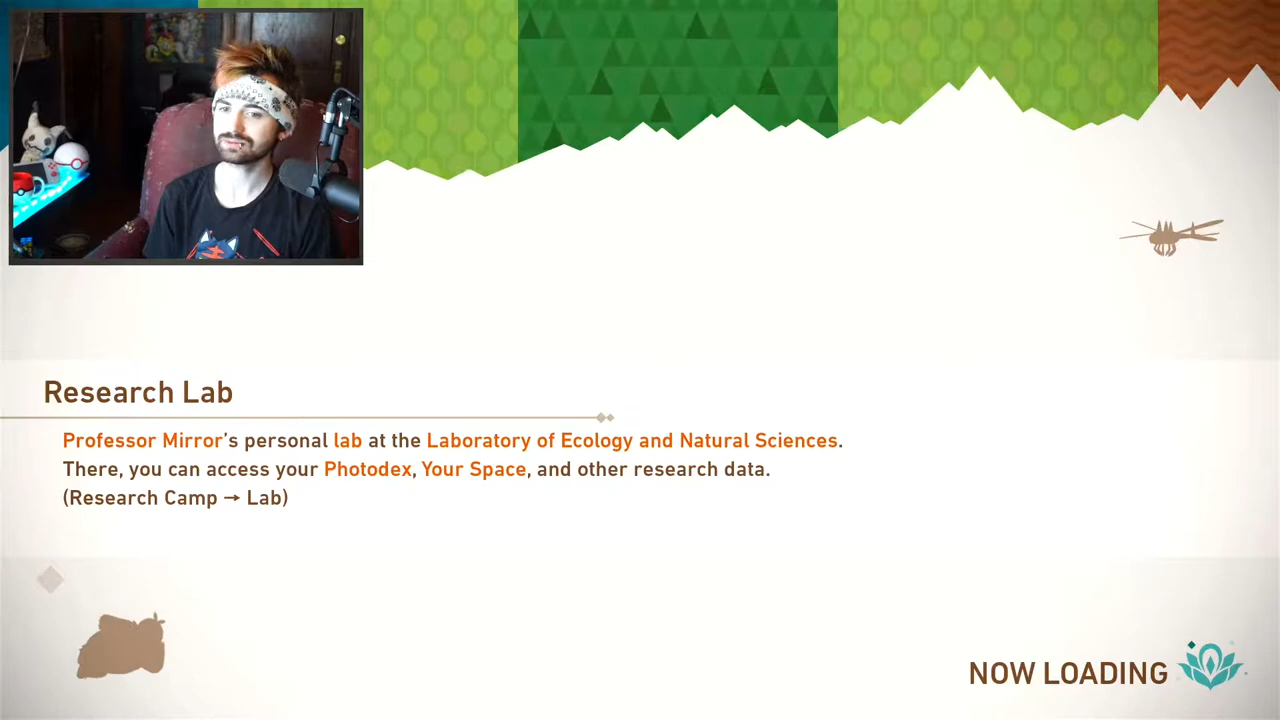 Research Lab
Professor Mirror's personal lab at the Laboratory of Ecology and Natural Sciences.
There, you can access your Photodex, Your Space, and other research data.
(Research Camp → Lab)
NOW LOADING